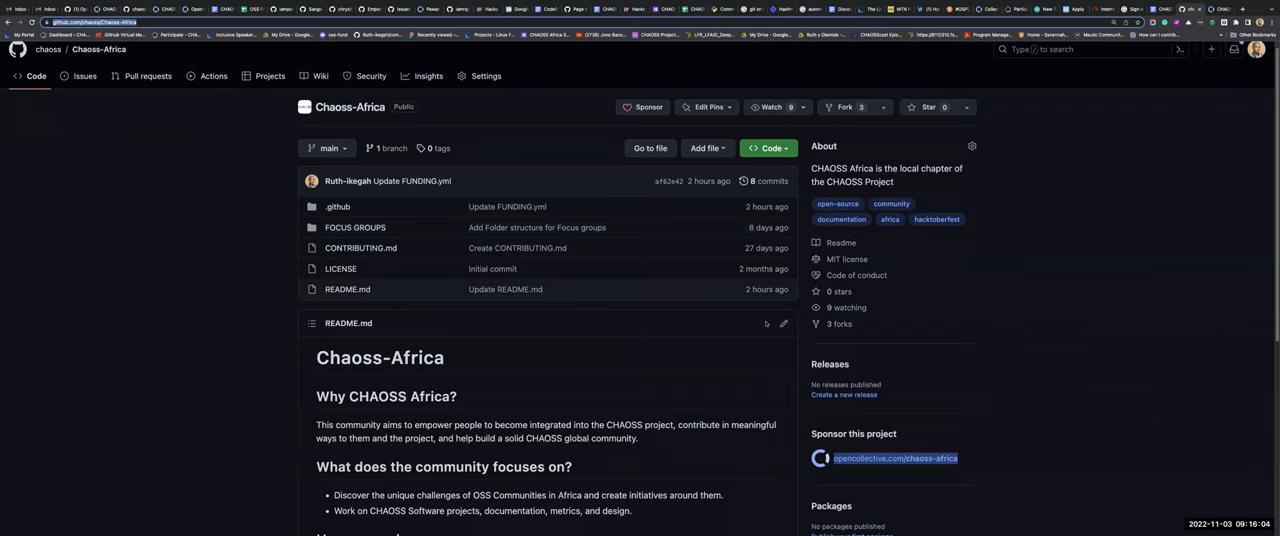 github.com/chaoss/Chaoss-Africa
chaoss / Chaoss-Africa
Type / to search
Code Issues Pull requests Actions Projects Wiki Security Insights Settings
Chaoss-Africa Public
Sponsor Edit Pins Watch 9 Fork 3 Star 0
main 1 branch 0 tags
Go to file Add file Code
Ruth-ikegah Update FUNDING.yml af62e42 2 hours ago 8 commits
.github Update FUNDING.yml 2 hours ago
FOCUS GROUPS Add Folder structure for Focus groups 8 days ago
CONTRIBUTING.md Create CONTRIBUTING.md 27 days ago
LICENSE Initial commit 2 months ago
README.md Update README.md 2 hours ago
README.md
Chaoss-Africa
Why CHAOSS Africa?
This community aims to empower people to become integrated into the CHAOSS project, contribute in meaningful
ways to them and the project, and help build a solid CHAOSS global community.
What does the community focuses on?
Discover the unique challenges of OSS Communities in Africa and create initiatives around them.
Work on CHAOSS Software projects, documentation, metrics, and design.
About
CHAOSS Africa is the local chapter of
the CHAOSS Project
open-source community
documentation africa hacktoberfest
Readme
MIT license
Code of conduct
0 stars
9 watching
3 forks
Releases
No releases published
Create a new release
Sponsor this project
opencollective.com/chaoss-africa
Packages
No packages published
2022-11-03 09:16:04